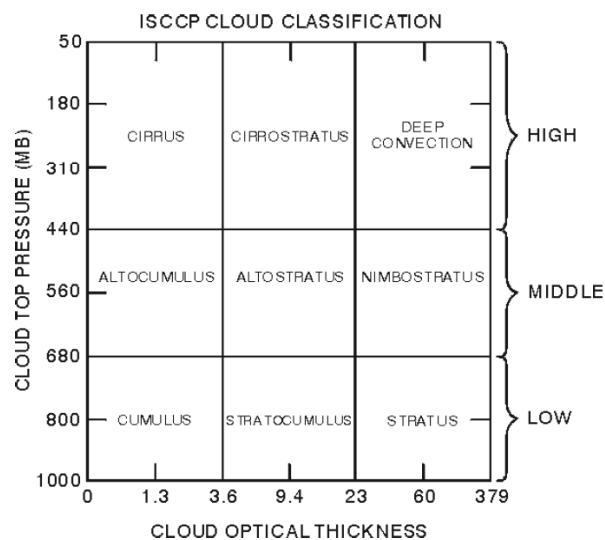 ISCCP CLOUD CLASSIFICATION
50
180
310
440
560
680
800
1000
CLOUD TOP PRESSURE (MB)
CIRRUS
CIRROSTRATUS
DEEP
CONVECTION
HIGH
ALTOCUMULUS
ALTOSTRATUS
NIMBOSTRATUS
MIDDLE
CUMULUS
STRATOCUMULUS
STRATUS
LOW
0 1.3 3.6 9.4 23 60 379
CLOUD OPTICAL THICKNESS